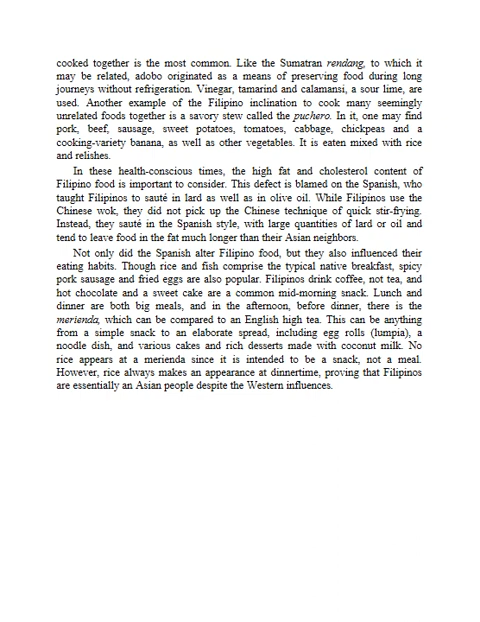 cooked together is the most common. Like the Sumatran rendang, to which it
may be related, adobo originated as a means of preserving food during long
journeys without refrigeration. Vinegar, tamarind and calamansi, a sour lime, are
used. Another example of the Filipino inclination to cook many seemingly
unrelated foods together is a savory stew called the puchero. In it, one may find
pork, beef, sausage, sweet potatoes, tomatoes, cabbage, chickpeas and a
cooking-variety banana, as well as other vegetables. It is eaten mixed with rice
and relishes.
In these health-conscious times, the high fat and cholesterol content of
Filipino food is important to consider. This defect is blamed on the Spanish, who
taught Filipinos to sauté in lard as well as in olive oil. While Filipinos use the
Chinese wok, they did not pick up the Chinese technique of quick stir-frying.
Instead, they sauté in the Spanish style, with large quantities of lard or oil and
tend to leave food in the fat much longer than their Asian neighbors.
Not only did the Spanish alter Filipino food, but they also influenced their
eating habits. Though rice and fish comprise the typical native breakfast, spicy
pork sausage and fried eggs are also popular. Filipinos drink coffee, not tea, and
hot chocolate and a sweet cake are a common mid-morning snack. Lunch and
dinner are both big meals, and in the afternoon, before dinner, there is the
merienda, which can be compared to an English high tea. This can be anything
from a simple snack to an elaborate spread, including egg rolls (lumpia), a
noodle dish, and various cakes and rich desserts made with coconut milk. No
rice appears at a merienda since it is intended to be a snack, not a meal.
However, rice always makes an appearance at dinnertime, proving that Filipinos
are essentially an Asian people despite the Western influences.